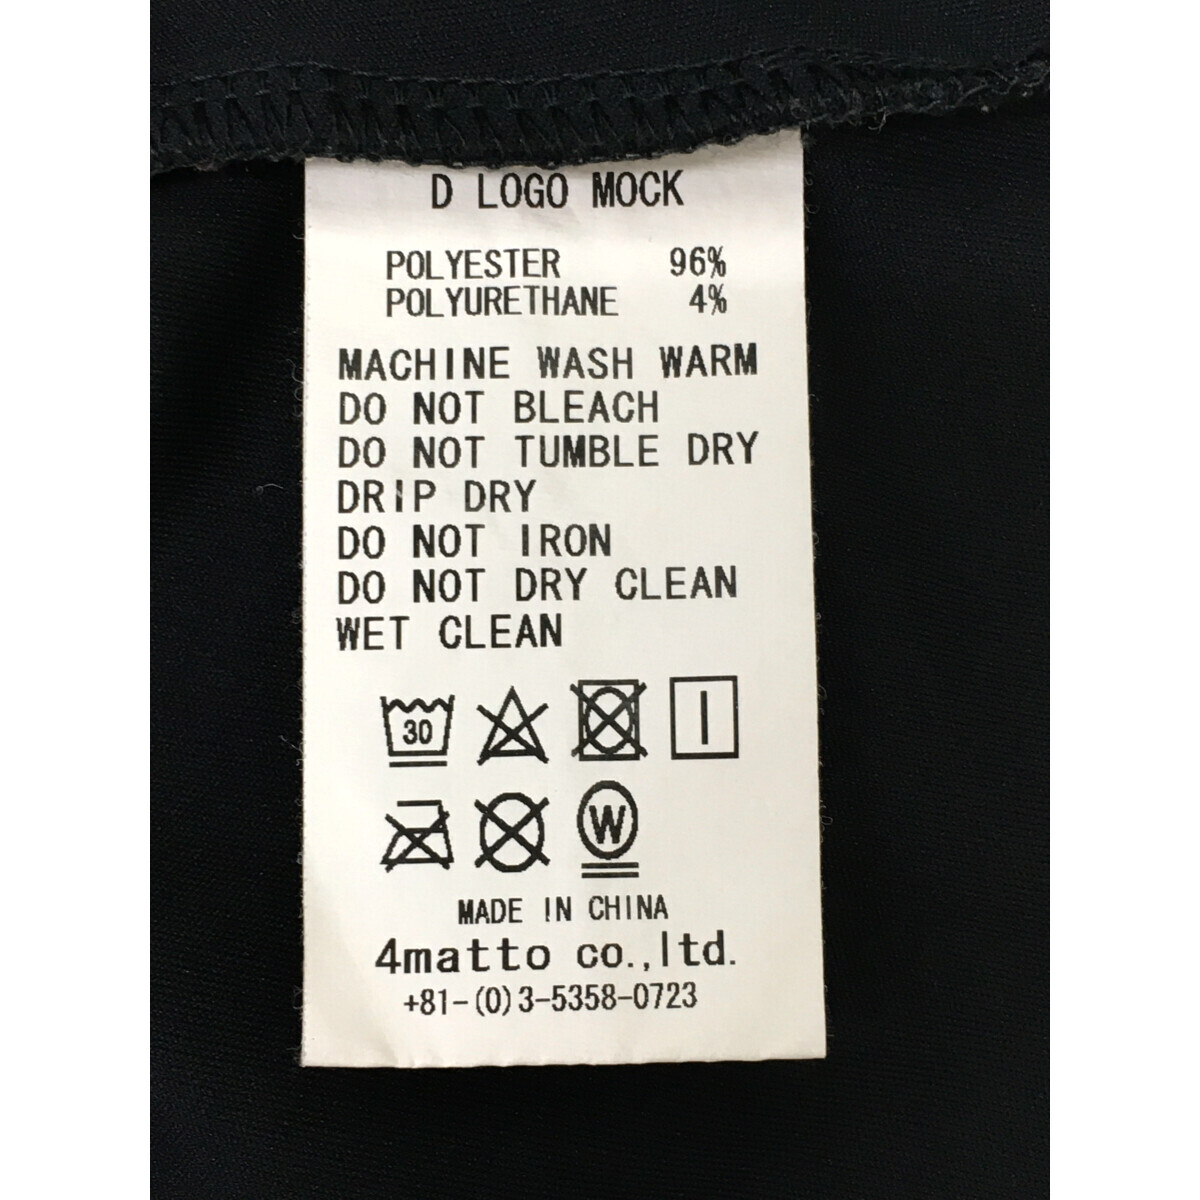 D LOGO MOCK
POLYESTER 96%
POLYURETHANE 4%
MACHINE WASH WARM
DO NOT BLEACH
DO NOT TUMBLE DRY
DRIP DRY
DO NOT IRON
DO NOT DRY CLEAN
WET CLEAN
30
W
MADE IN CHINA
4matto co.,ltd.
+81-(0)3-5358-0723